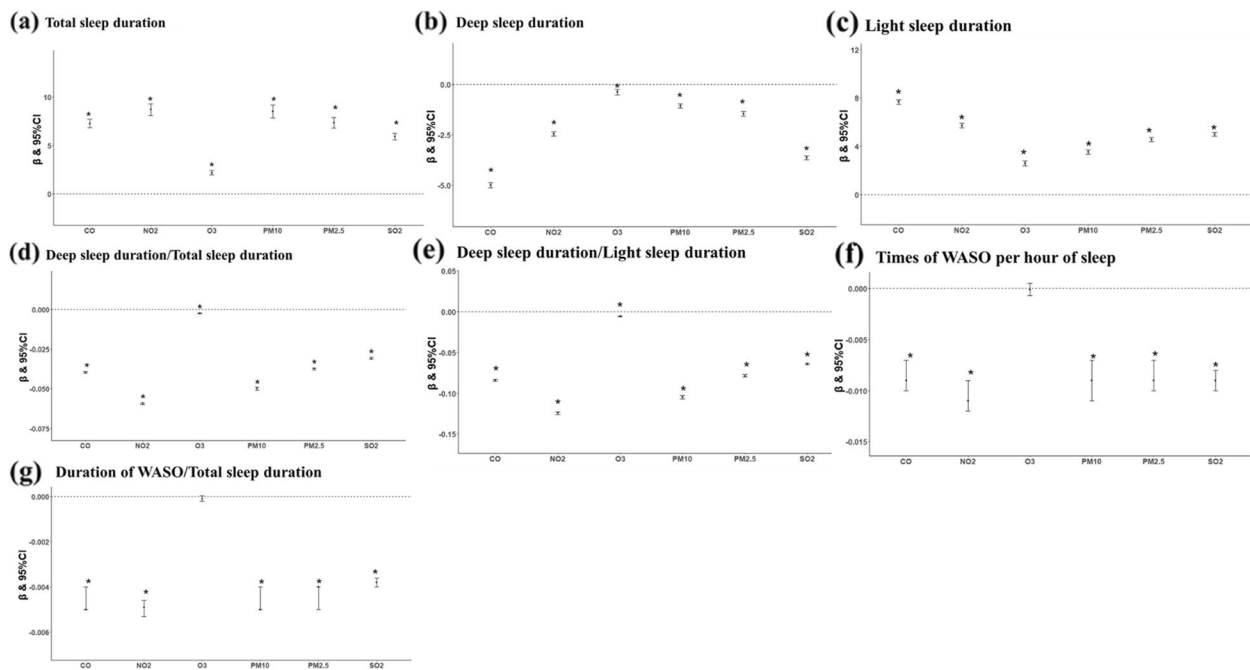 (a) Total sleep duration
β & 95%CI
10
5
0
* * * * * *
CO NO2 O3 PM10 PM2.5 SO2
(b) Deep sleep duration
β & 95%CI
0.0
-2.5
-5.0
* * * * * *
CO NO2 O3 PM10 PM2.5 SO2
(c) Light sleep duration
β & 95%CI
12
8
4
0
* * * * * *
CO NO2 O3 PM10 PM2.5 SO2
(d) Deep sleep duration/Total sleep duration
β & 95%CI
0.000
-0.025
-0.050
-0.075
* * * * * *
CO NO2 O3 PM10 PM2.5 SO2
(e) Deep sleep duration/Light sleep duration
β & 95%CI
0.05
0.00
-0.05
-0.10
-0.15
* * * * * *
CO NO2 O3 PM10 PM2.5 SO2
(f) Times of WASO per hour of sleep
β & 95%CI
0.000
-0.005
-0.010
-0.015
* * * * *
CO NO2 O3 PM10 PM2.5 SO2
(g) Duration of WASO/Total sleep duration
β & 95%CI
0.000
-0.002
-0.004
-0.006
* * * * *
CO NO2 O3 PM10 PM2.5 SO2